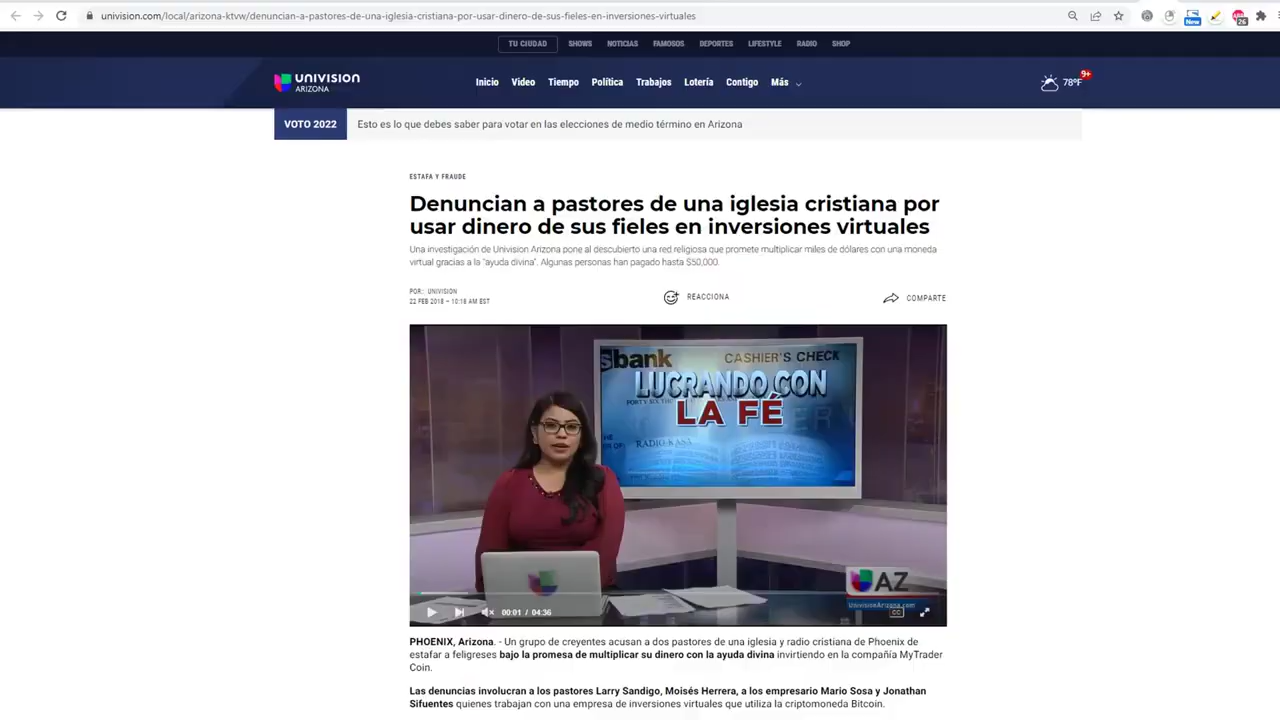 univision.com/local/arizona-ktvw/denuncian-a-pastores-de-una-iglesia-cristiana-por-usar-dinero-de-sus-fieles-en-inversiones-virtuales
New
26
TU CIUDAD SHOWS NOTICIAS FAMOSOS DEPORTES LIFESTYLE RADIO SHOP
UNIVISION
ARIZONA
Inicio Video Tiempo Política Trabajos Lotería Contigo Más
78°F
9+
VOTO 2022
Esto es lo que debes saber para votar en las elecciones de medio término en Arizona
ESTAFA Y FRAUDE
Denuncian a pastores de una iglesia cristiana por
usar dinero de sus fieles en inversiones virtuales
Una investigación de Univision Arizona pone al descubierto una red religiosa que promete multiplicar miles de dólares con una moneda
virtual gracias a la "ayuda divina". Algunas personas han pagado hasta $50,000.
POR: UNIVISION
22 FEB 2018 – 10:18 AM EST
REACCIONA
COMPARTE
sbank
CASHIER'S CHECK
LUCRANDO CON
LA FÉ
RADIO KASA
AZ
UnivisionArizona.com
00:01 / 04:36
CC
PHOENIX, Arizona. - Un grupo de creyentes acusan a dos pastores de una iglesia y radio cristiana de Phoenix de
estafar a feligreses bajo la promesa de multiplicar su dinero con la ayuda divina invirtiendo en la compañía MyTrader
Coin.
Las denuncias involucran a los pastores Larry Sandigo, Moisés Herrera, a los empresario Mario Sosa y Jonathan
Sifuentes quienes trabajan con una empresa de inversiones virtuales que utiliza la criptomoneda Bitcoin.